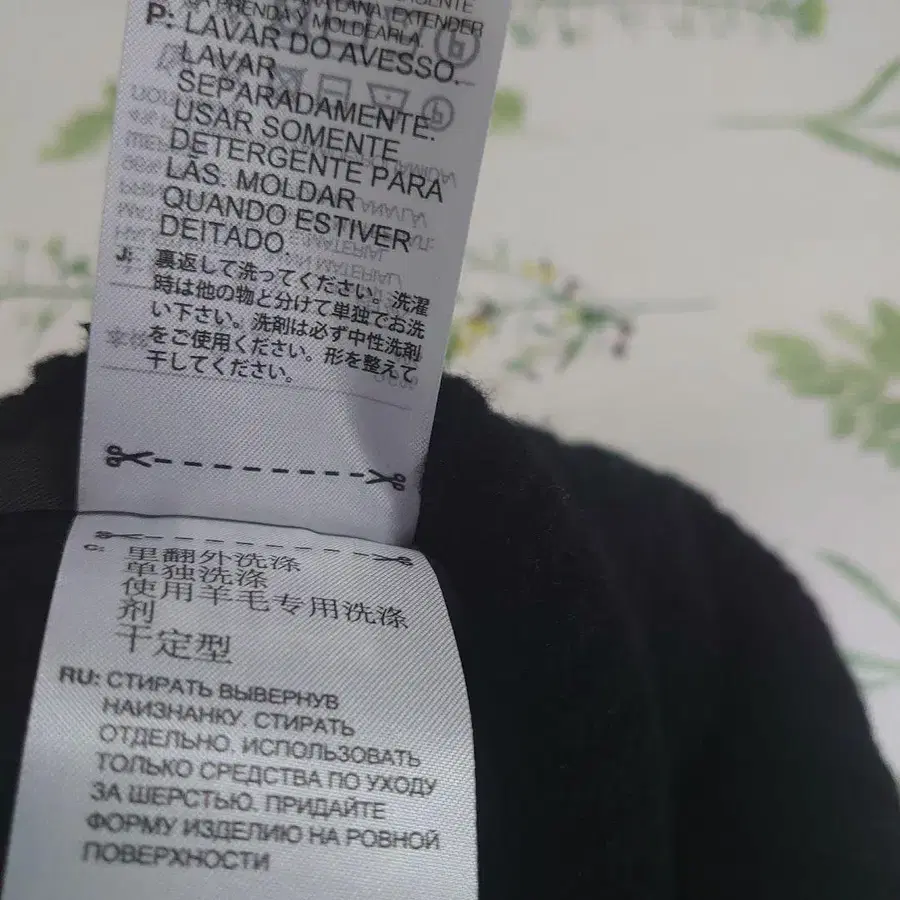 LANA. EXTENDER
PRENDA Y MOLDEARLA
P: LAVAR DO AVESSO.
LAVAR
SEPARADAMENTE.
USAR SOMENTE
DETERGENTE PARA
LÃS. MOLDAR
QUANDO ESTIVER
DEITADO.
J: 裏返して洗ってください。洗濯
時は他の物と分けて単独でお洗
い下さい。洗剤は必ず中性洗剤
をご使用ください。形を整えて
干してください。
C: 里翻外洗涤
单独洗涤
使用羊毛专用洗涤
剂
干定型
RU: СТИРАТЬ ВЫВЕРНУВ
НАИЗНАНКУ. СТИРАТЬ
ОТДЕЛЬНО. ИСПОЛЬЗОВАТЬ
ТОЛЬКО СРЕДСТВА ПО УХОДУ
ЗА ШЕРСТЬЮ. ПРИДАЙТЕ
ФОРМУ ИЗДЕЛИЮ НА РОВНОЙ
ПОВЕРХНОСТИ